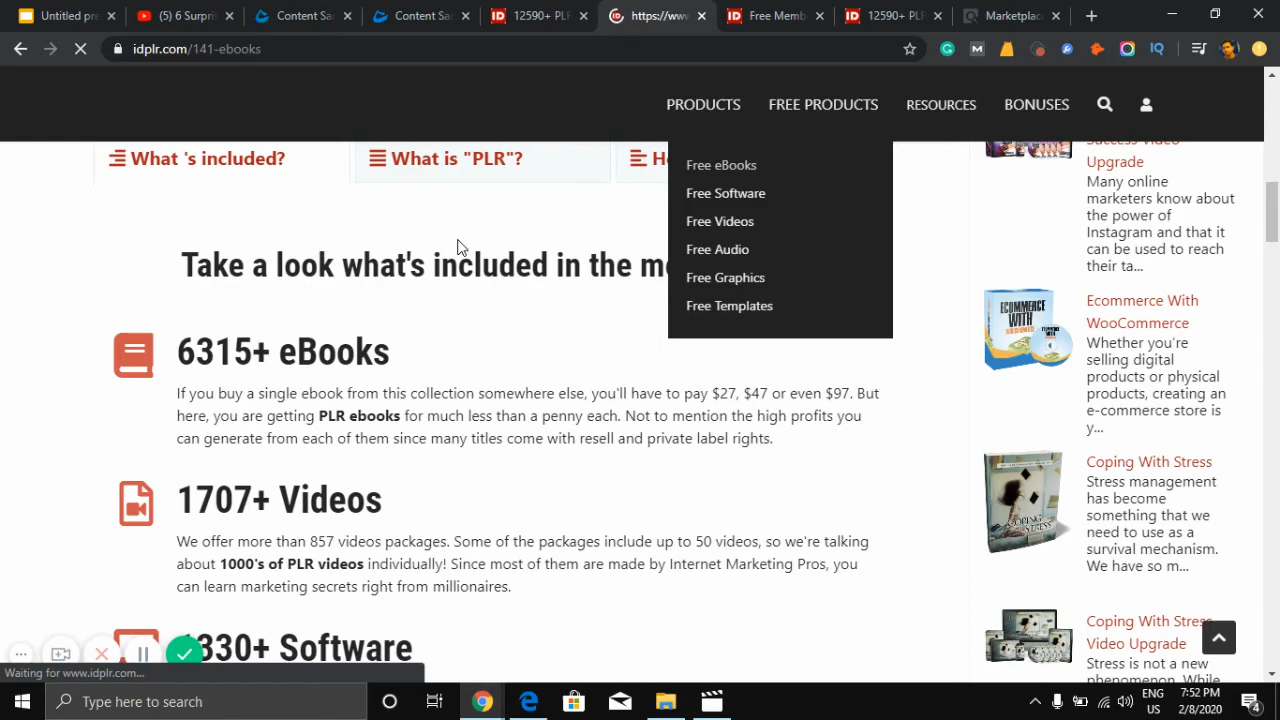 Untitled pre
(5) 6 Surpris
Content Sa
Content Sa
12590+ PLR
https://www
Free Memb
12590+ PLR
Marketplac
idplr.com/141-ebooks
PRODUCTS
FREE PRODUCTS
RESOURCES
BONUSES
What 's included?
What is "PLR"?
Free eBooks
Free Software
Free Videos
Free Audio
Free Graphics
Free Templates
Take a look what's included in the
6315+ eBooks
If you buy a single ebook from this collection somewhere else, you'll have to pay $27, $47 or even $97. But
here, you are getting PLR ebooks for much less than a penny each. Not to mention the high profits you
can generate from each of them since many titles come with resell and private label rights.
1707+ Videos
We offer more than 857 videos packages. Some of the packages include up to 50 videos, so we're talking
about 1000's of PLR videos individually! Since most of them are made by Internet Marketing Pros, you
can learn marketing secrets right from millionaires.
1330+ Software
Success Video
Upgrade
Many online
marketers know about
the power of
Instagram and that it
can be used to reach
their ta...
Ecommerce With
WooCommerce
Whether you're
selling digital
products or physical
products, creating an
e-commerce store is
y...
Coping With Stress
Stress management
has become
something that we
need to use as a
survival mechanism.
We have so m...
Coping With Stress
Video Upgrade
Stress is not a new
phenomenon. While
Waiting for www.idplr.com...
Type here to search
ENG
US
7:52 PM
2/8/2020
4